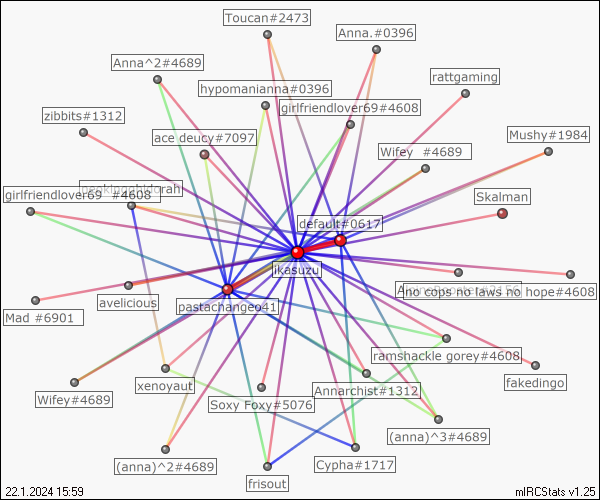 Toucan#2473
Anna.#0396
Anna^2#4689
rattgaming
hypomanianna#0396
girlfriendlover69#4608
zibbits#1312
ace deucy#7097
Mushy#1984
Wifey   #4689
girlfriendlover69   #4608
Skalman
default#0617
likasuzu
no cops no laws no hope#4608
avelicious
pastachangeo41
Mad #6901
ramshackle gorey#4608
xenoyaut
Annarchist#1312
fakedingo
Wifey#4689
Soxy Foxy#5076
(anna)^3#4689
(anna)^2#4689
Cypha#1717
frisout
22.1.2024 15:59
mIRCStats v1.25